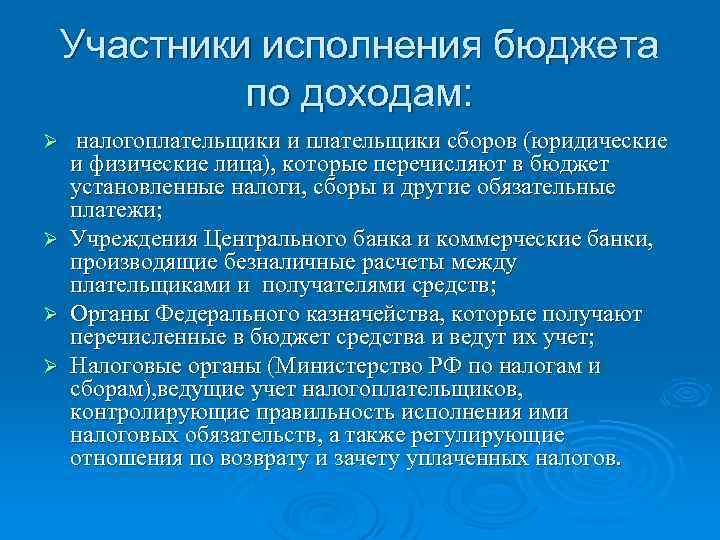 Участники исполнения бюджета
по доходам:
налогоплательщики и плательщики сборов (юридические
и физические лица), которые перечисляют в бюджет
установленные налоги, сборы и другие обязательные
платежи;
Учреждения Центрального банка и коммерческие банки,
производящие безналичные расчеты между
плательщиками и получателями средств;
Органы Федерального казначейства, которые получают
перечисленные в бюджет средства и ведут их учет;
Налоговые органы (Министерство РФ по налогам и
сборам),ведущие учет налогоплательщиков,
контролирующие правильность исполнения ими
налоговых обязательств, а также регулирующие
отношения по возврату и зачету уплаченных налогов.